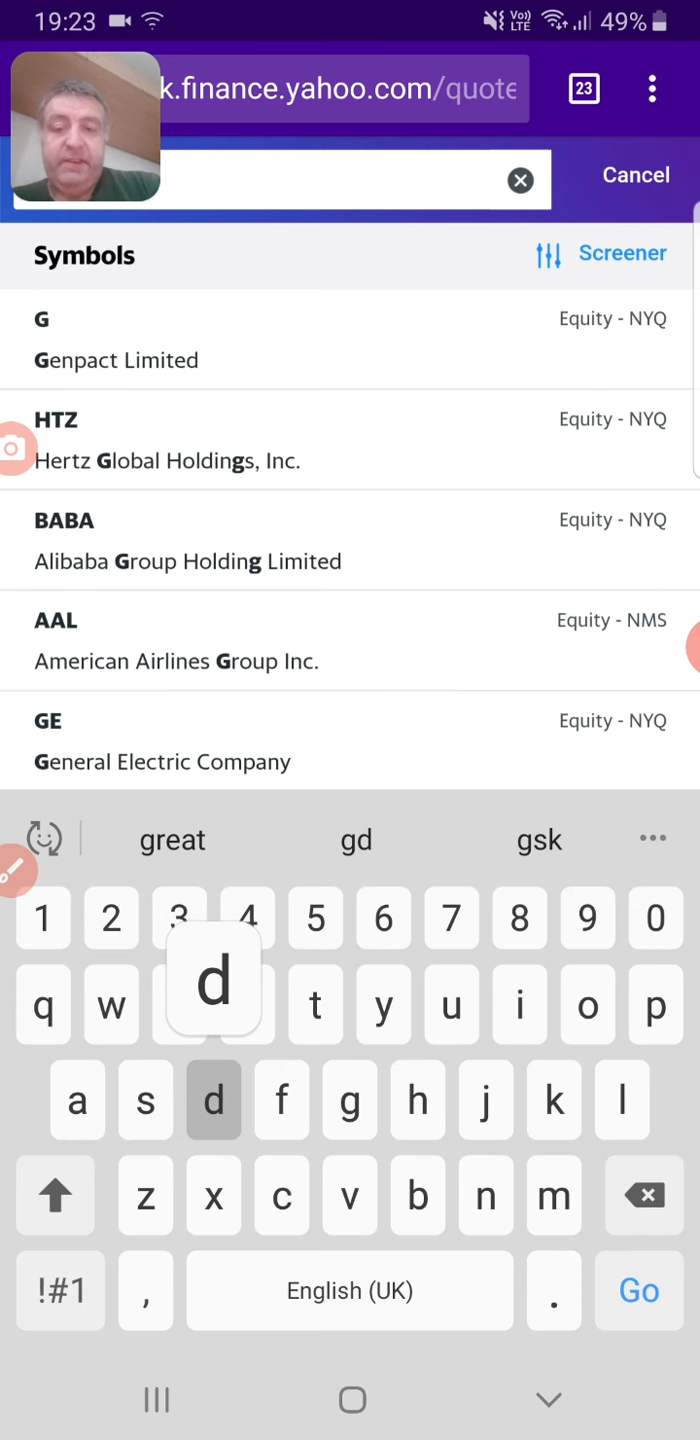 19:23
Vo))
LTE
49%
k.finance.yahoo.com/quote
23
Cancel
Symbols
Screener
G
Equity - NYQ
Genpact Limited
HTZ
Equity - NYQ
Hertz Global Holdings, Inc.
BABA
Equity - NYQ
Alibaba Group Holding Limited
AAL
Equity - NMS
American Airlines Group Inc.
GE
Equity - NYQ
General Electric Company
great gd gsk
1 2 3 4 5 6 7 8 9 0
d
q w t y u i o p
a s d f g h j k l
z x c v b n m
!#1 , English (UK) . Go